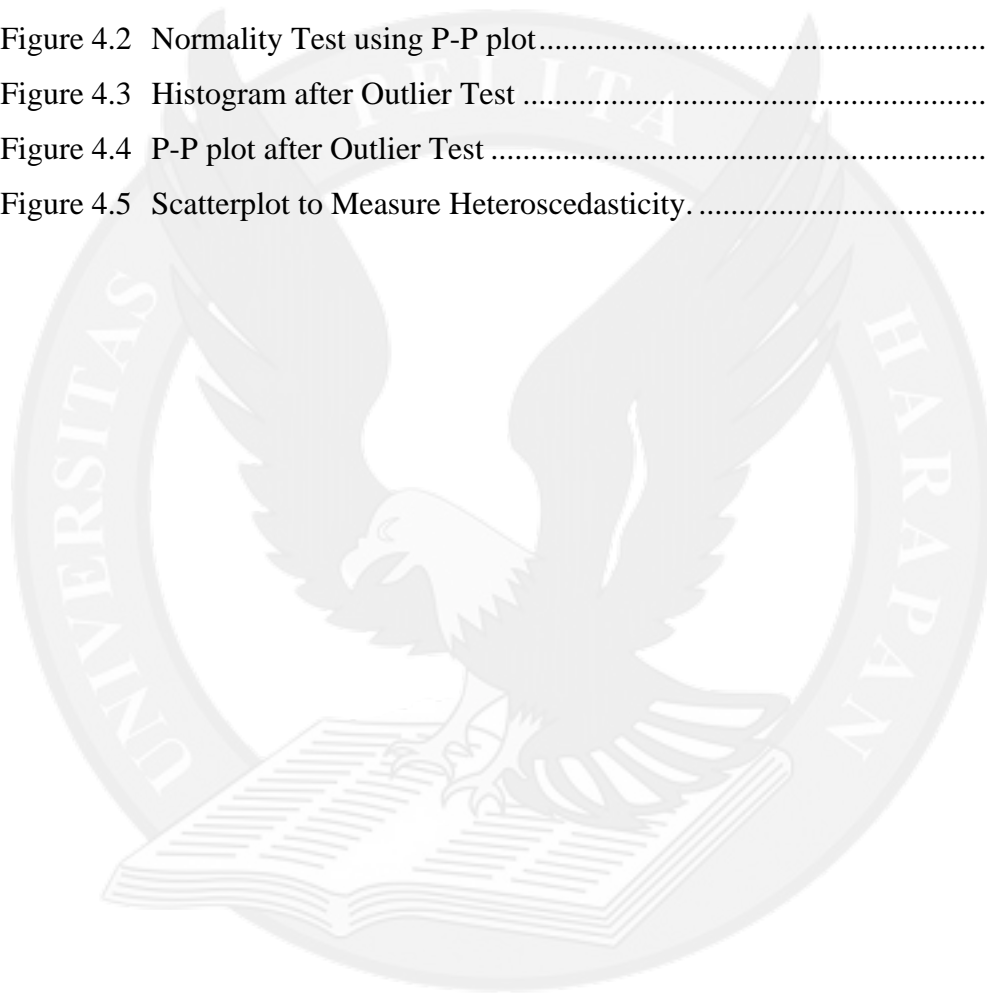 Figure 4.2 Normality Test using P-P plot........................................................
Figure 4.3 Histogram after Outlier Test ..........................................................
Figure 4.4 P-P plot after Outlier Test ..............................................................
Figure 4.5 Scatterplot to Measure Heteroscedasticity. ...................................
UNIVERSITAS PELITA HARAPAN